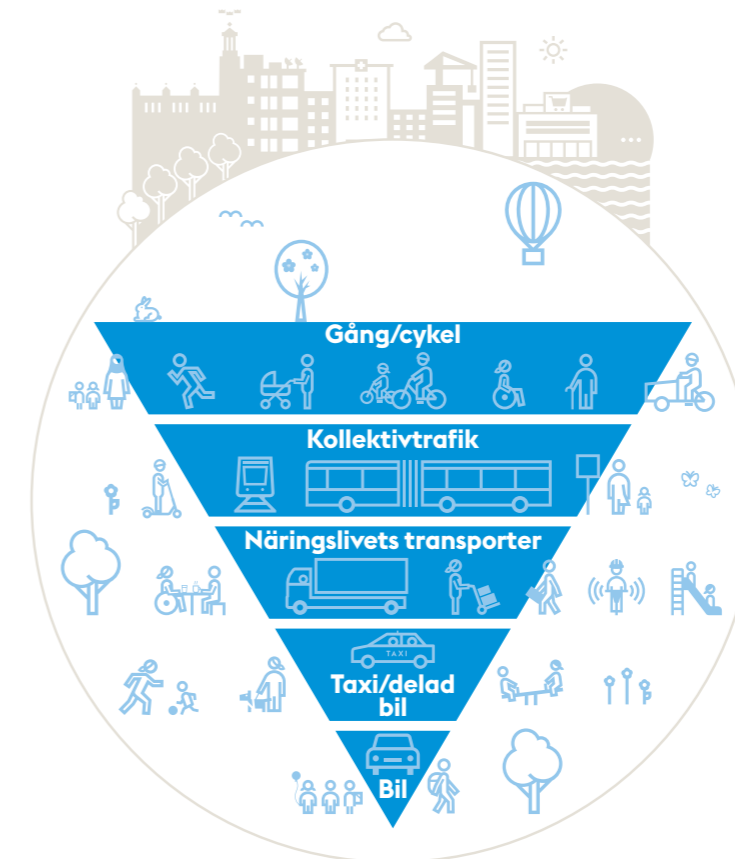 Gång/cykel
Kollektivtrafik
Näringslivets transporter
TAXI
Taxi/delad
bil
Bil